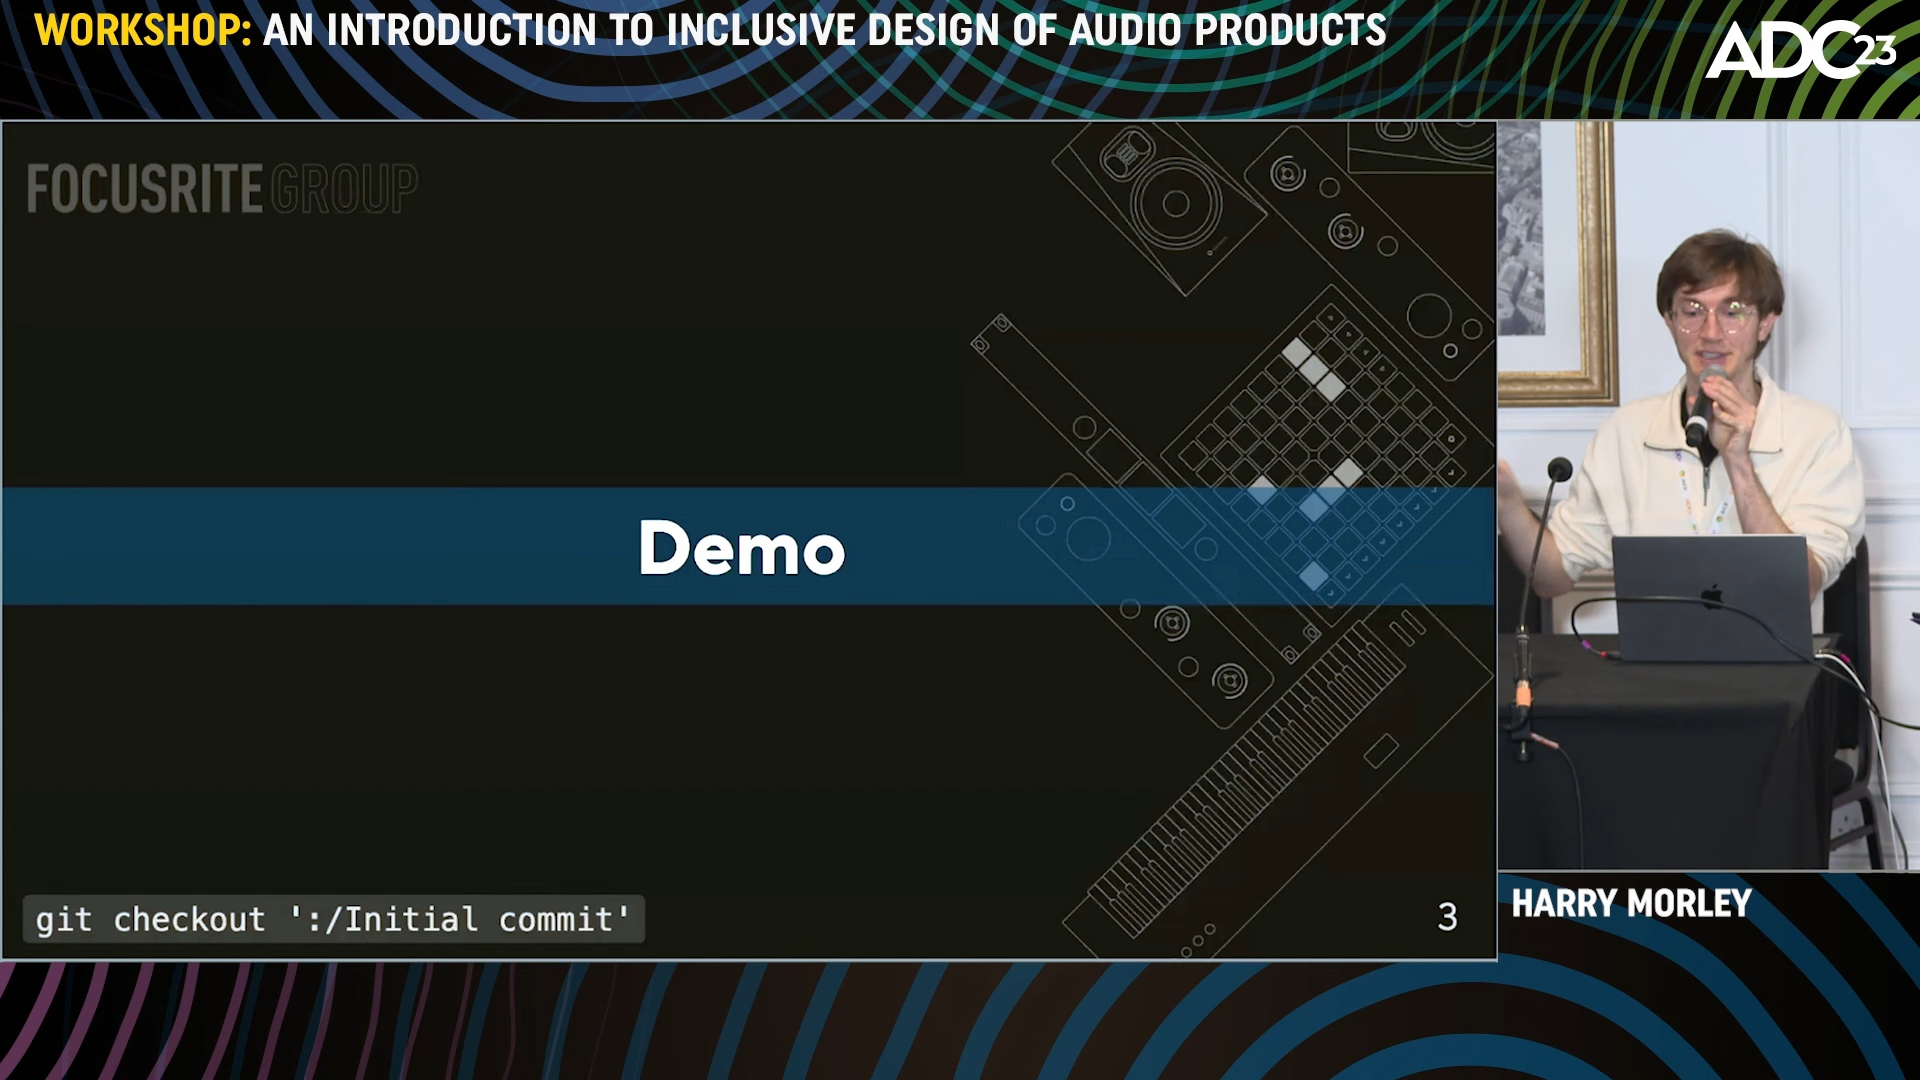 WORKSHOP: AN INTRODUCTION TO INCLUSIVE DESIGN OF AUDIO PRODUCTS
ADC23
FOCUSRITE GROUP
Demo
git checkout ':/Initial commit'
3
HARRY MORLEY